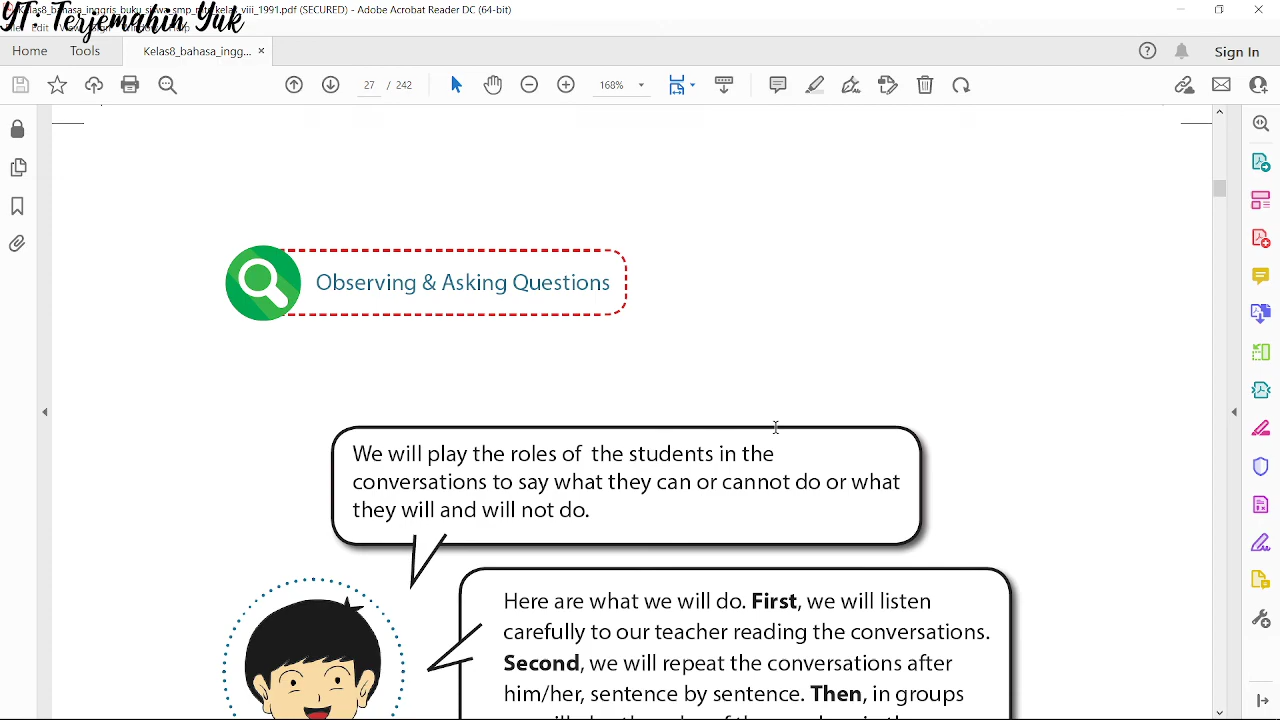 YT: Terjemahin Yuk
(SECURED) - Adobe Acrobat Reader DC (64-bit)
Home
Tools
Kelas8_bahasa_ingg... ×
27 / 242
168%
Sign In
Observing & Asking Questions
We will play the roles of the students in the
conversations to say what they can or cannot do or what
they will and will not do.
Here are what we will do. First, we will listen
carefully to our teacher reading the conversations.
Second, we will repeat the conversations after
him/her, sentence by sentence. Then, in groups